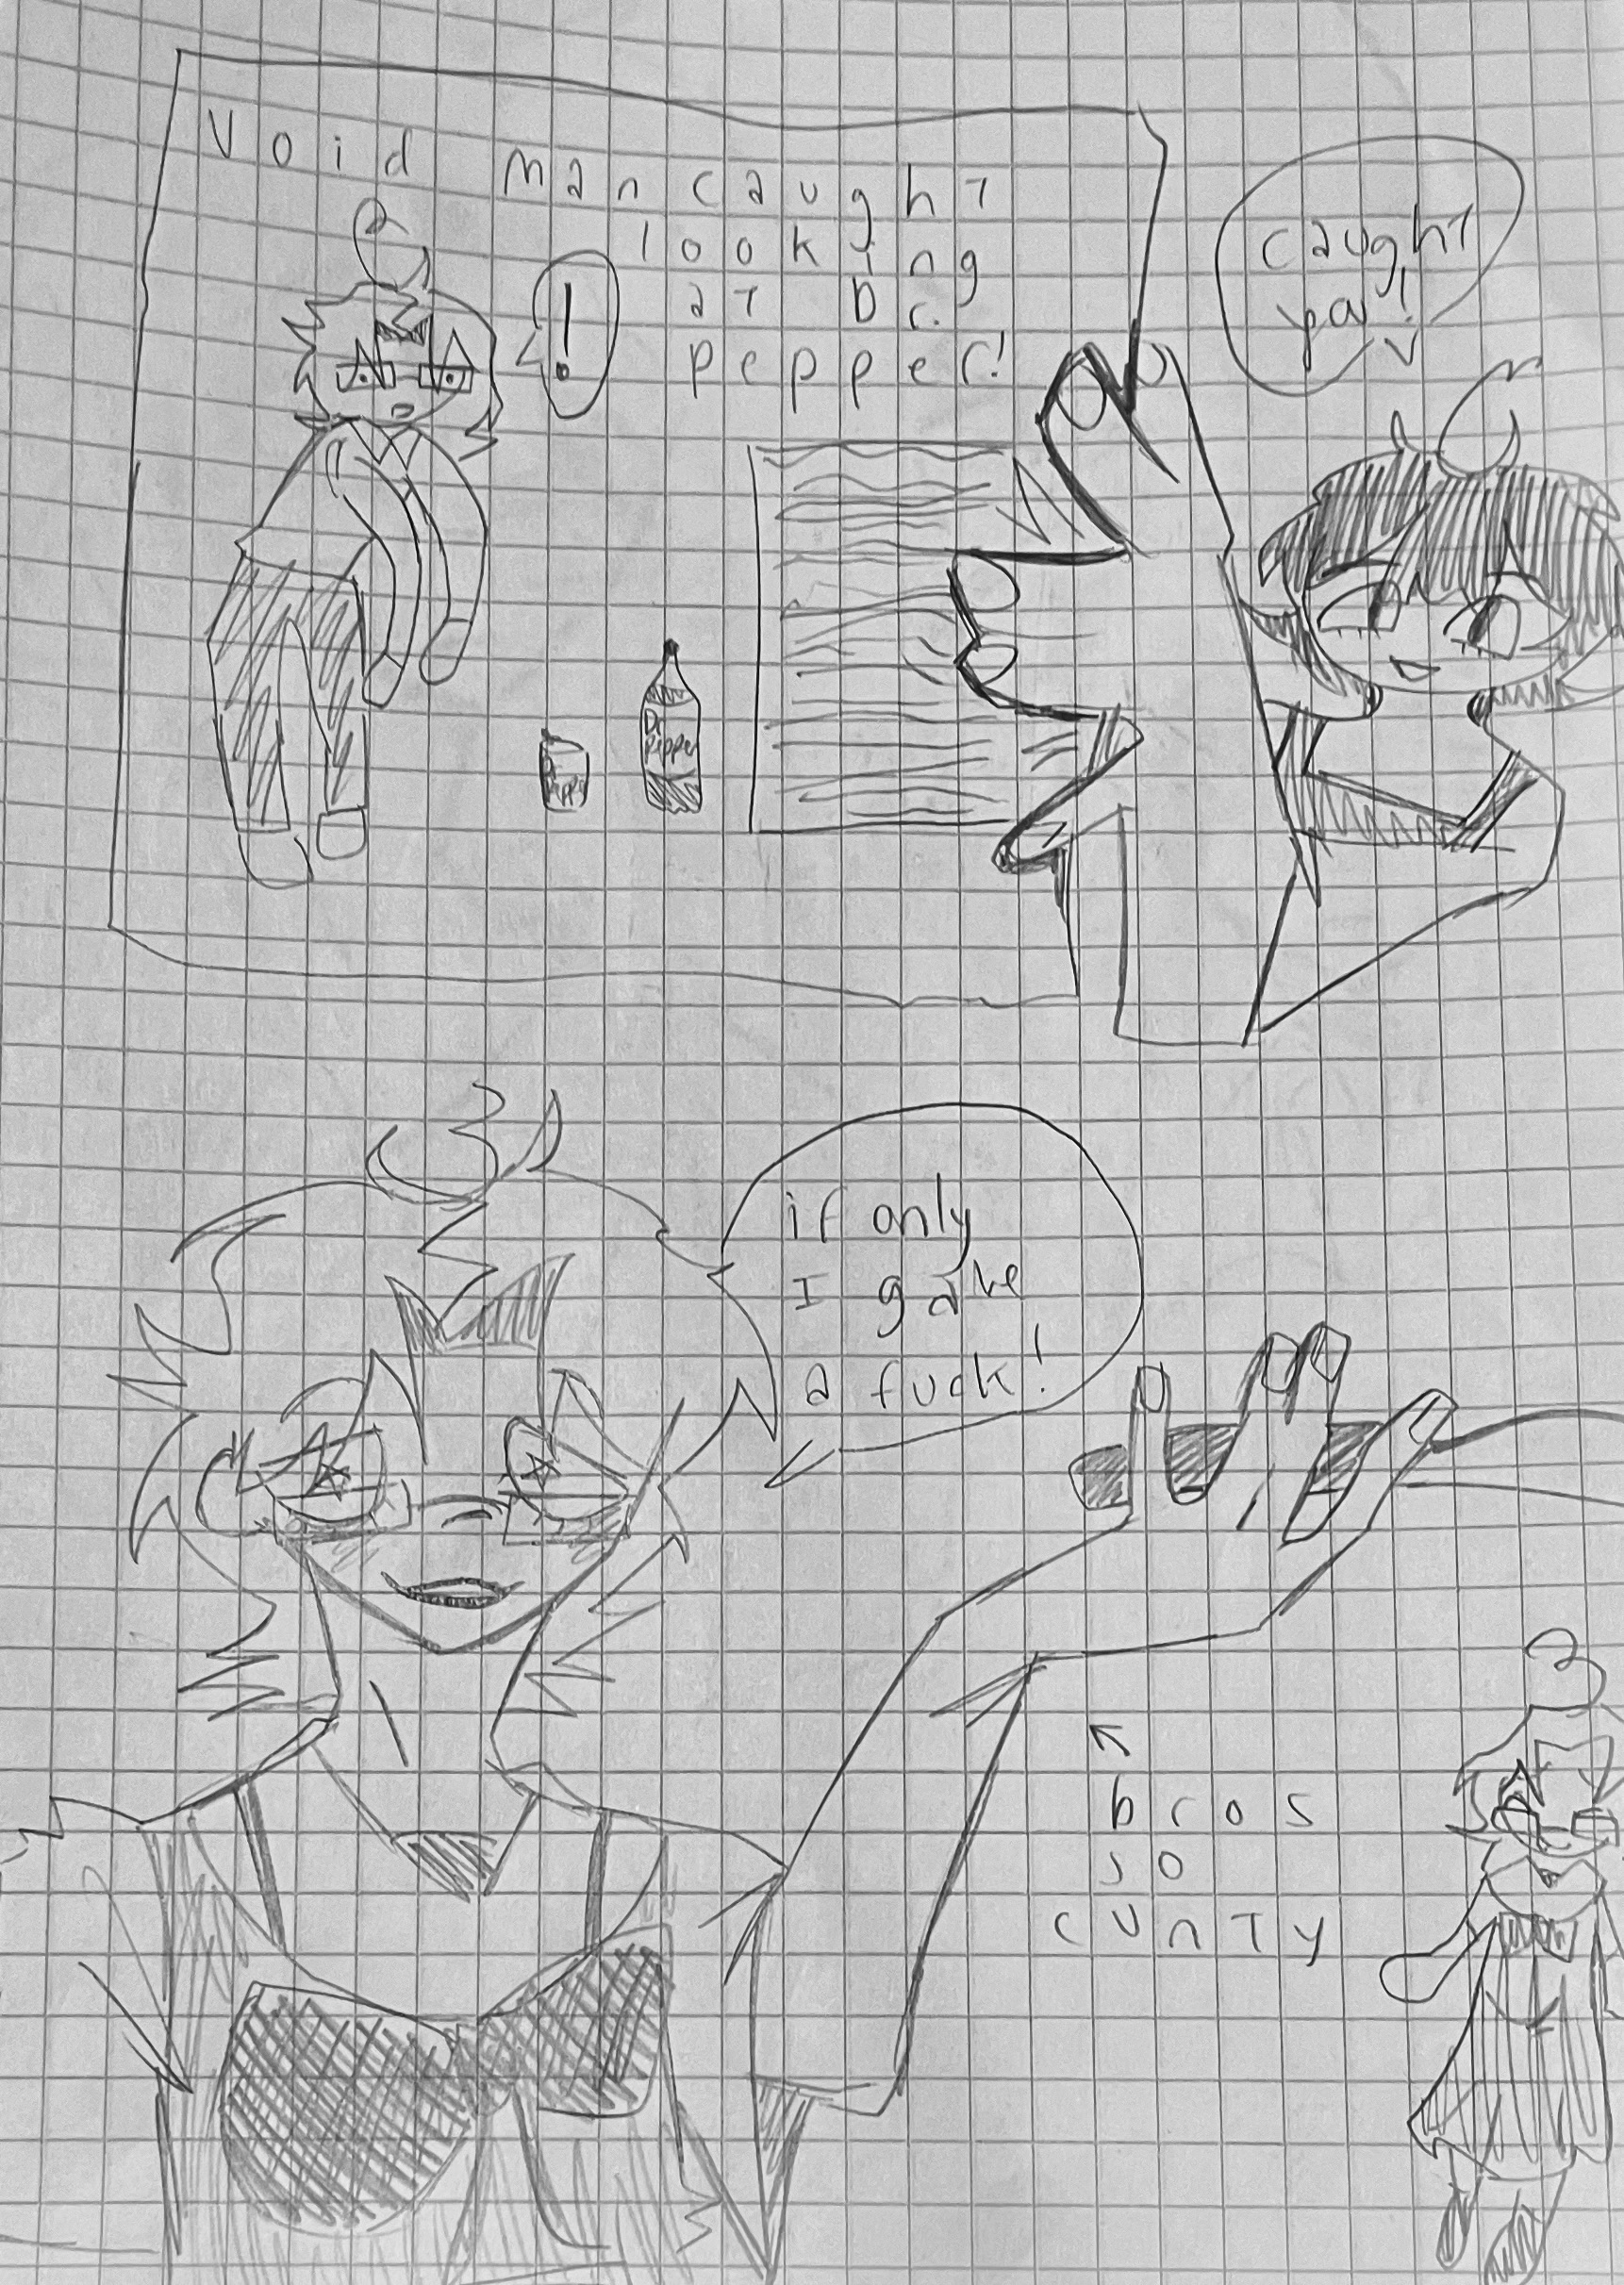 Void Man caught
looking
at Dr.
pepper!
!
caught
ya!
Dr
Pepper
Dr
Pepper
if only
I gave
a fuck!
bros
so
cunty